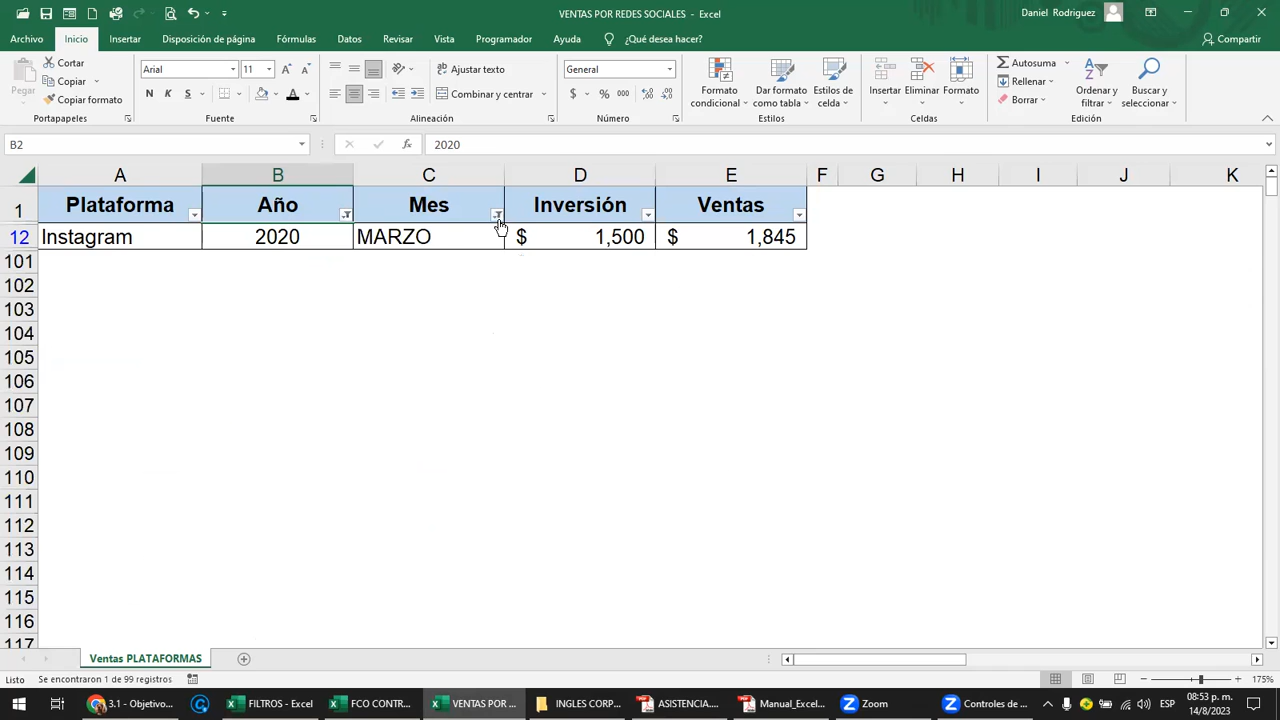 VENTAS POR REDES SOCIALES - Excel
Daniel Rodriguez
Archivo Inicio Insertar Disposición de página Fórmulas Datos Revisar Vista Programador Ayuda ¿Qué desea hacer? Compartir
Pegar Cortar
Copiar
Copiar formato
Portapapeles
Arial 11
N K S A
Fuente
Ajustar texto
Combinar y centrar
Alineación
General
$ % 000
Número
Formato condicional
Dar formato como tabla
Estilos de celda
Estilos
Insertar Eliminar Formato
Celdas
Autosuma
Rellenar
Borrar
Ordenar y filtrar
Buscar y seleccionar
Edición
B2 fx 2020
A B C D E F G H I J K
1 Plataforma Año Mes Inversión Ventas
12 Instagram 2020 MARZO $ 1,500 $ 1,845
101
102
103
104
105
106
107
108
109
110
111
112
113
114
115
116
117
Ventas PLATAFORMAS
Listo Se encontraron 1 de 99 registros 175%
3.1 - Objetivo... FILTROS - Excel FCO CONTR... VENTAS POR ... INGLES CORP... ASISTENCIA.... Manual_Excel... Zoom Controles de ... ESP 08:53 p. m.
14/8/2023